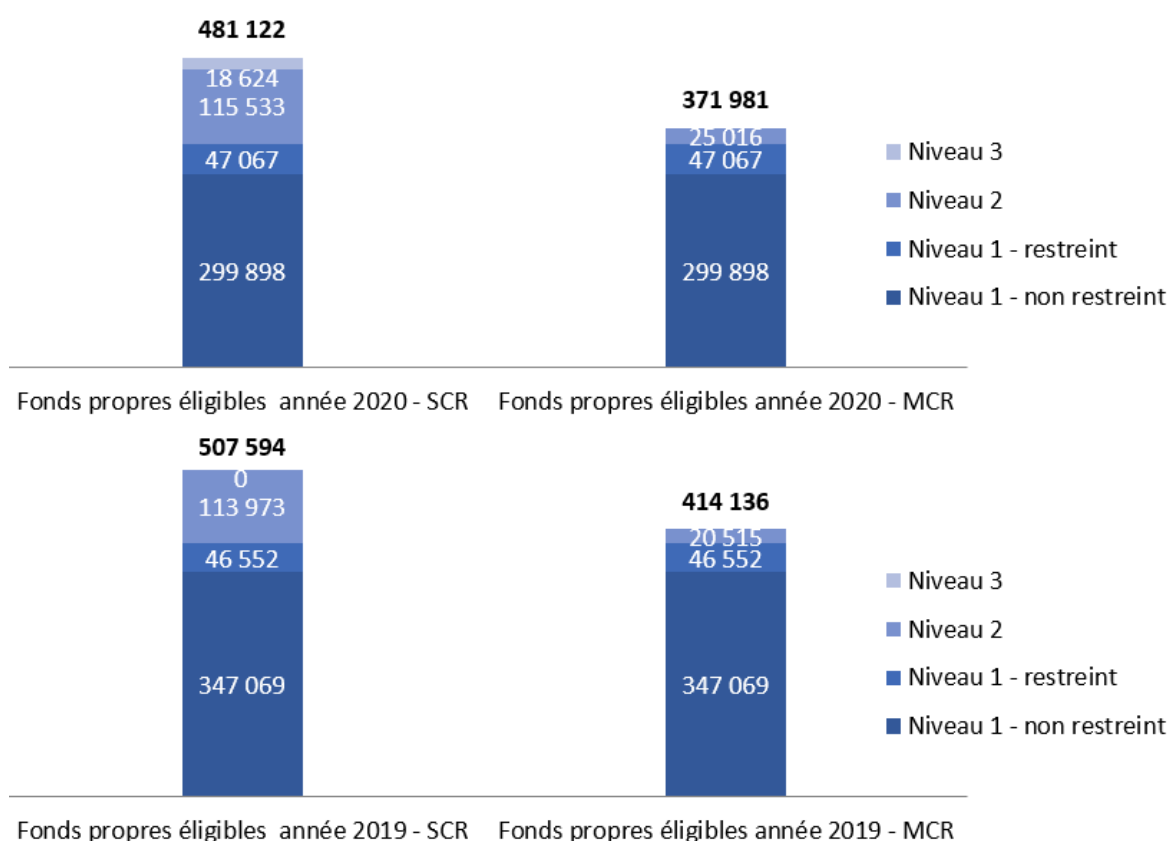 481 122
18 624
115 533
47 067
299 898
371 981
25 016
47 067
299 898
Niveau 3
Niveau 2
Niveau 1 - restreint
Niveau 1 - non restreint
Fonds propres éligibles  année 2020 - SCR
Fonds propres éligibles année 2020 - MCR
507 594
0
113 973
46 552
347 069
414 136
20 515
46 552
347 069
Niveau 3
Niveau 2
Niveau 1 - restreint
Niveau 1 - non restreint
Fonds propres éligibles  année 2019 - SCR
Fonds propres éligibles année 2019 - MCR